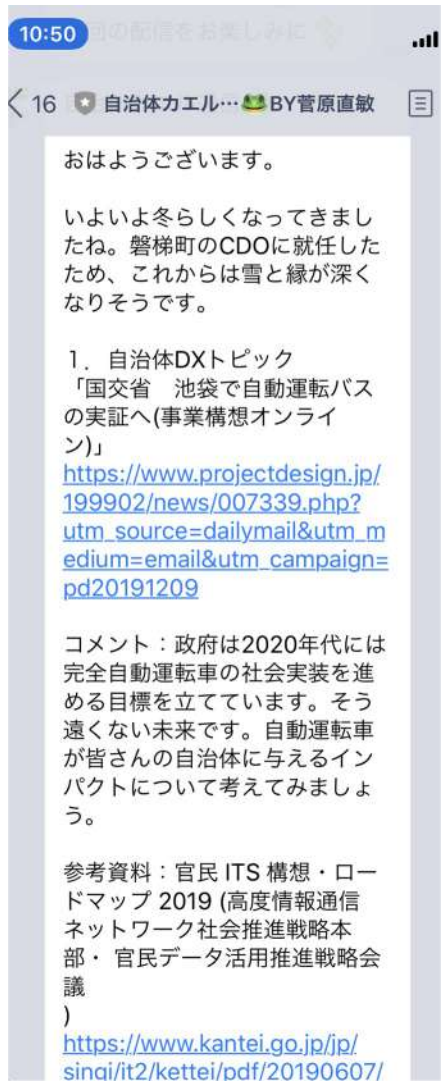 10:50
回の配信をお楽しみに
16 自治体カエル… BY菅原直敏
おはようございます。
いよいよ冬らしくなってきまし
たね。磐梯町のCDOに就任した
ため、これからは雪と縁が深く
なりそうです。
１．自治体DXトピック
「国交省　池袋で自動運転バス
の実証へ(事業構想オンライ
ン)」
https://www.projectdesign.jp/
199902/news/007339.php?
utm_source=dailymail&utm_m
edium=email&utm_campaign=
pd20191209
コメント：政府は2020年代には
完全自動運転車の社会実装を進
める目標を立てています。そう
遠くない未来です。自動運転車
が皆さんの自治体に与えるイン
パクトについて考えてみましょ
う。
参考資料：官民 ITS 構想・ロー
ドマップ 2019 (高度情報通信
ネットワーク社会推進戦略本
部・ 官民データ活用推進戦略会
議
)
https://www.kantei.go.jp/jp/
singi/it2/kettei/pdf/20190607/